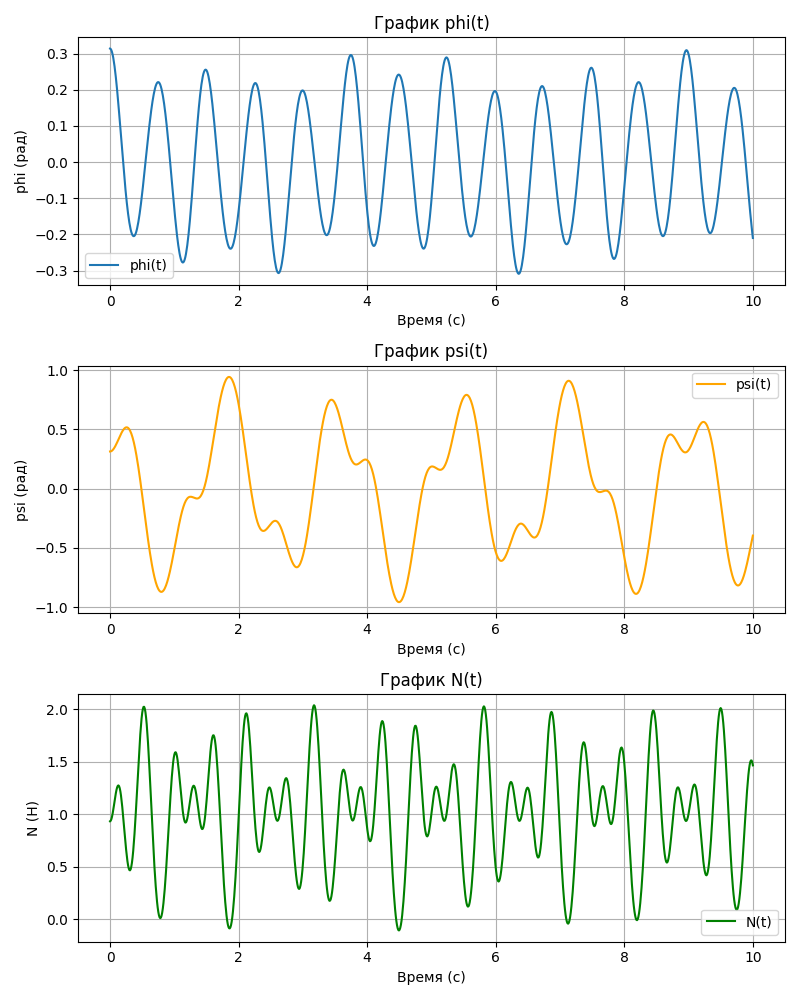 График phi(t)
phi (рад)
0.3
0.2
0.1
0.0
−0.1
−0.2
−0.3
phi(t)
0 2 4 6 8 10
Время (с)
График psi(t)
psi (рад)
1.0
0.5
0.0
−0.5
−1.0
psi(t)
0 2 4 6 8 10
Время (с)
График N(t)
N (Н)
2.0
1.5
1.0
0.5
0.0
N(t)
0 2 4 6 8 10
Время (с)